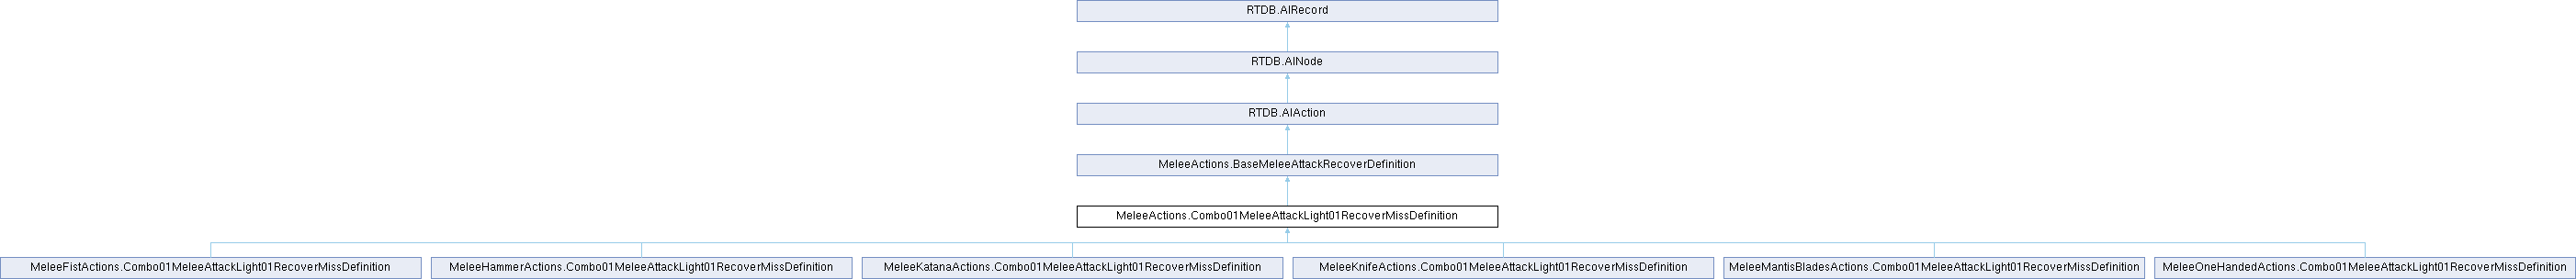 RTDB.AIRecord
RTDB.AINode
RTDB.AIAction
MeleeActions.BaseMeleeAttackRecoverDefinition
MeleeActions.Combo01MeleeAttackLight01RecoverMissDefinition
MeleeFistActions.Combo01MeleeAttackLight01RecoverMissDefinition
MeleeHammerActions.Combo01MeleeAttackLight01RecoverMissDefinition
MeleeKatanaActions.Combo01MeleeAttackLight01RecoverMissDefinition
MeleeKnifeActions.Combo01MeleeAttackLight01RecoverMissDefinition
MeleeMantisBladesActions.Combo01MeleeAttackLight01RecoverMissDefinition
MeleeOneHandedActions.Combo01MeleeAttackLight01RecoverMissDefinition